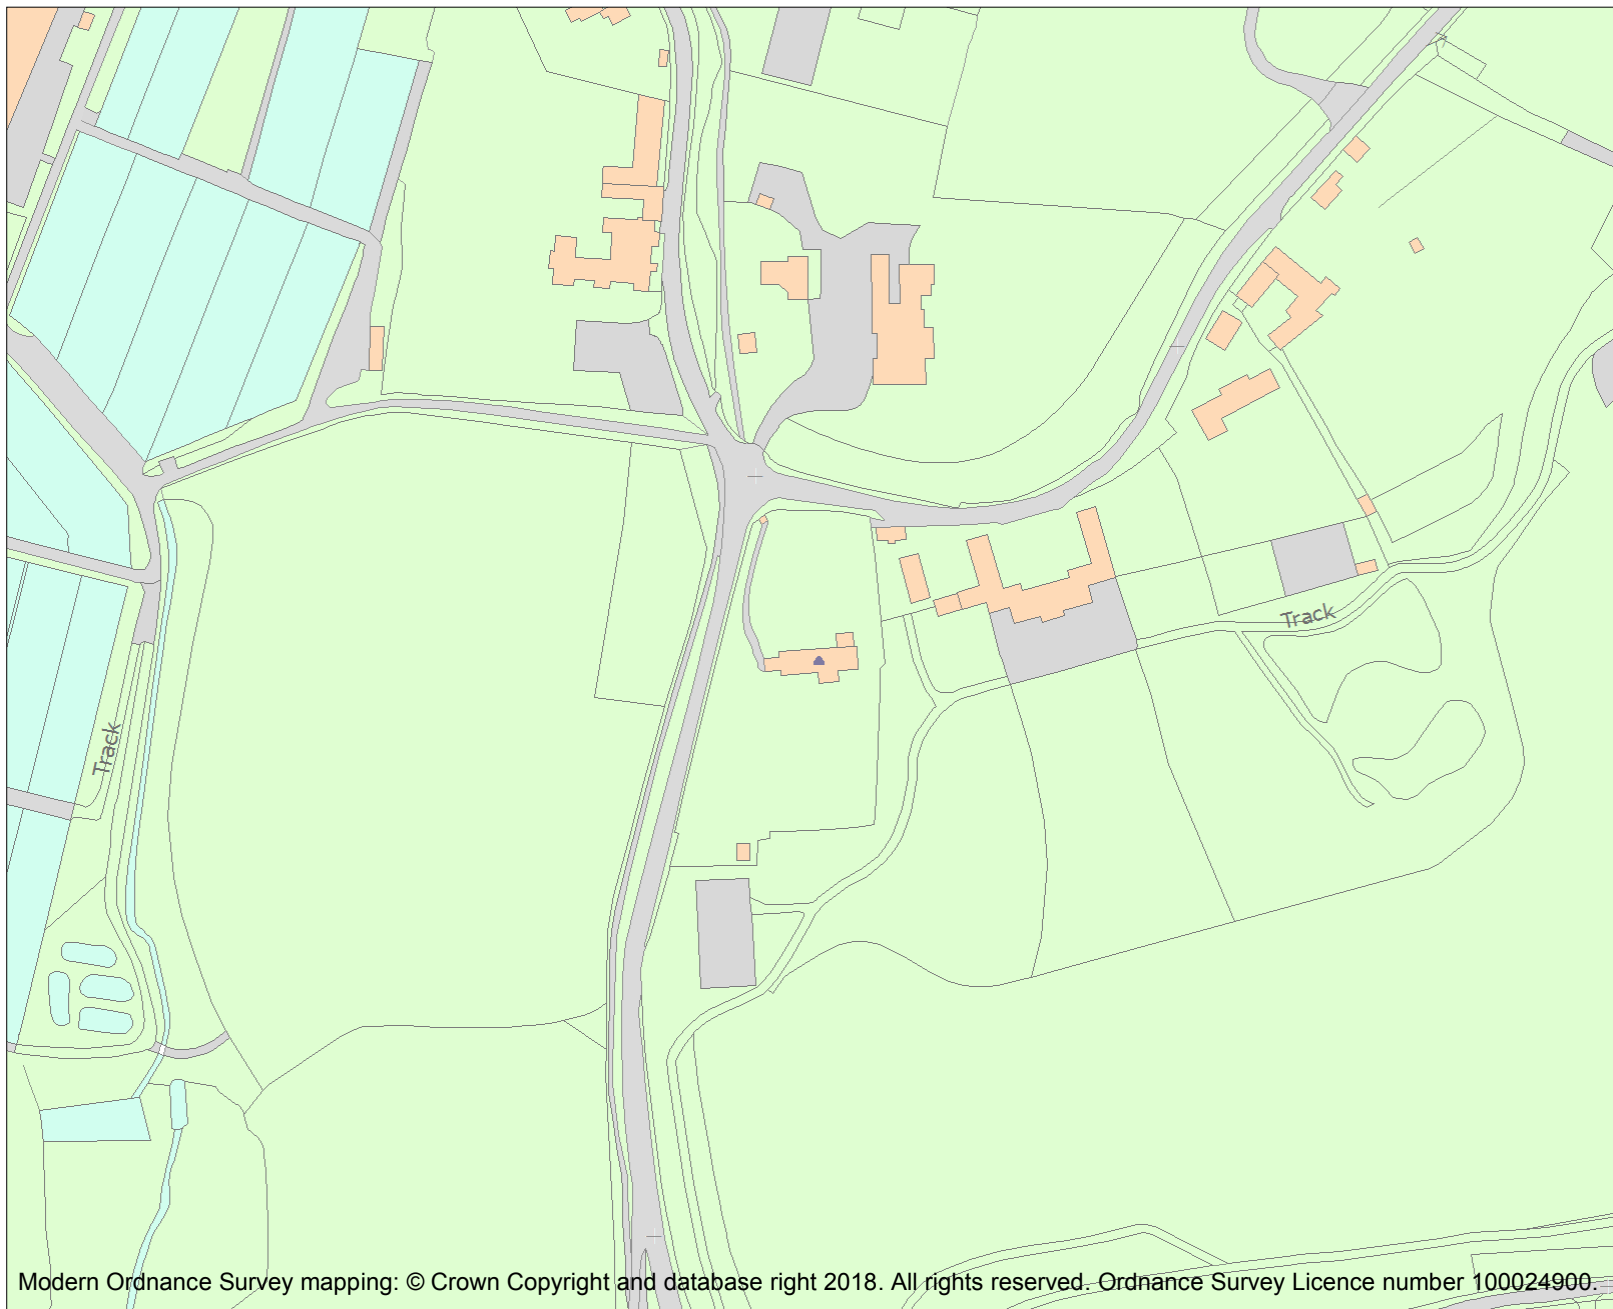 Track
Track
Modern Ordnance Survey mapping: © Crown Copyright and database right 2018. All rights reserved. Ordnance Survey Licence number 100024900.